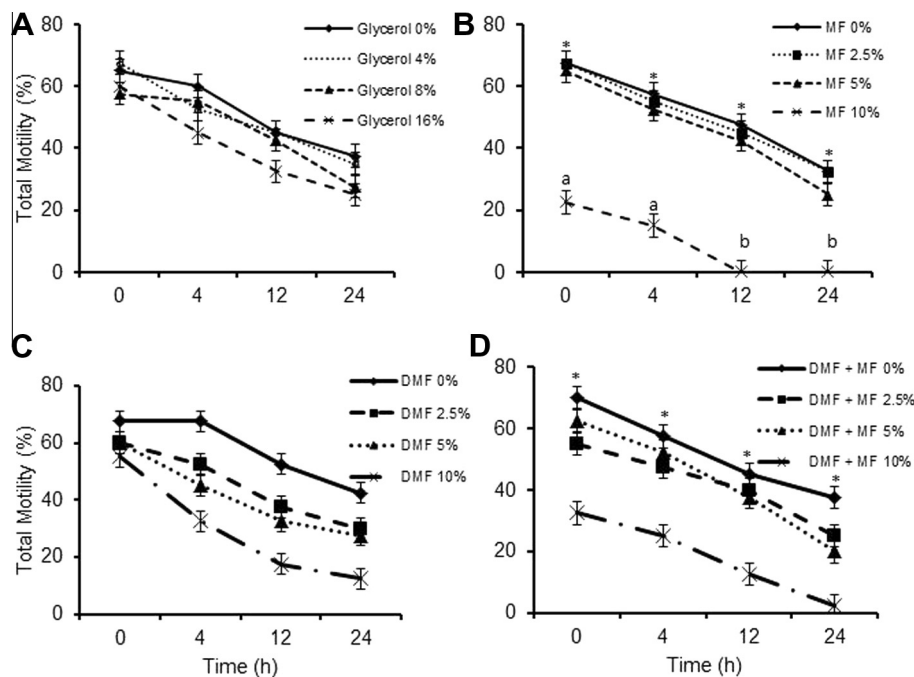 A
Total Motility (%)
80
60
40
20
0
0 4 12 24
Glycerol 0%
Glycerol 4%
Glycerol 8%
Glycerol 16%
B
80
60
40
20
0
0 4 12 24
MF 0%
MF 2.5%
MF 5%
MF 10%
* * * *
a a b b
C
Total Motility (%)
80
60
40
20
0
0 4 12 24
Time (h)
DMF 0%
DMF 2.5%
DMF 5%
DMF 10%
D
80
60
40
20
0
0 4 12 24
Time (h)
DMF + MF 0%
DMF + MF 2.5%
DMF + MF 5%
DMF + MF 10%
* * * *